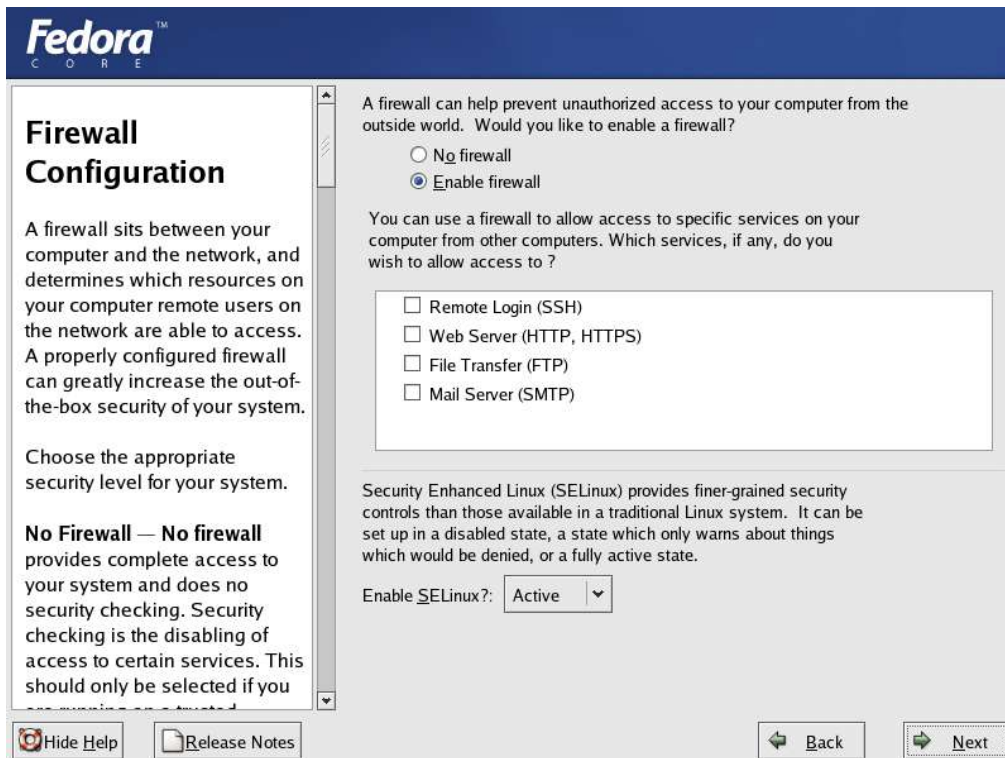 Fedora™
CORE
Firewall
Configuration
A firewall sits between your
computer and the network, and
determines which resources on
your computer remote users on
the network are able to access.
A properly configured firewall
can greatly increase the out-of-
the-box security of your system.
Choose the appropriate
security level for your system.
No Firewall — No firewall
provides complete access to
your system and does no
security checking. Security
checking is the disabling of
access to certain services. This
should only be selected if you
A firewall can help prevent unauthorized access to your computer from the
outside world. Would you like to enable a firewall?
No firewall
Enable firewall
You can use a firewall to allow access to specific services on your
computer from other computers. Which services, if any, do you
wish to allow access to ?
Remote Login (SSH)
Web Server (HTTP, HTTPS)
File Transfer (FTP)
Mail Server (SMTP)
Security Enhanced Linux (SELinux) provides finer-grained security
controls than those available in a traditional Linux system. It can be
set up in a disabled state, a state which only warns about things
which would be denied, or a fully active state.
Enable SELinux?: Active
Hide Help
Release Notes
Back
Next